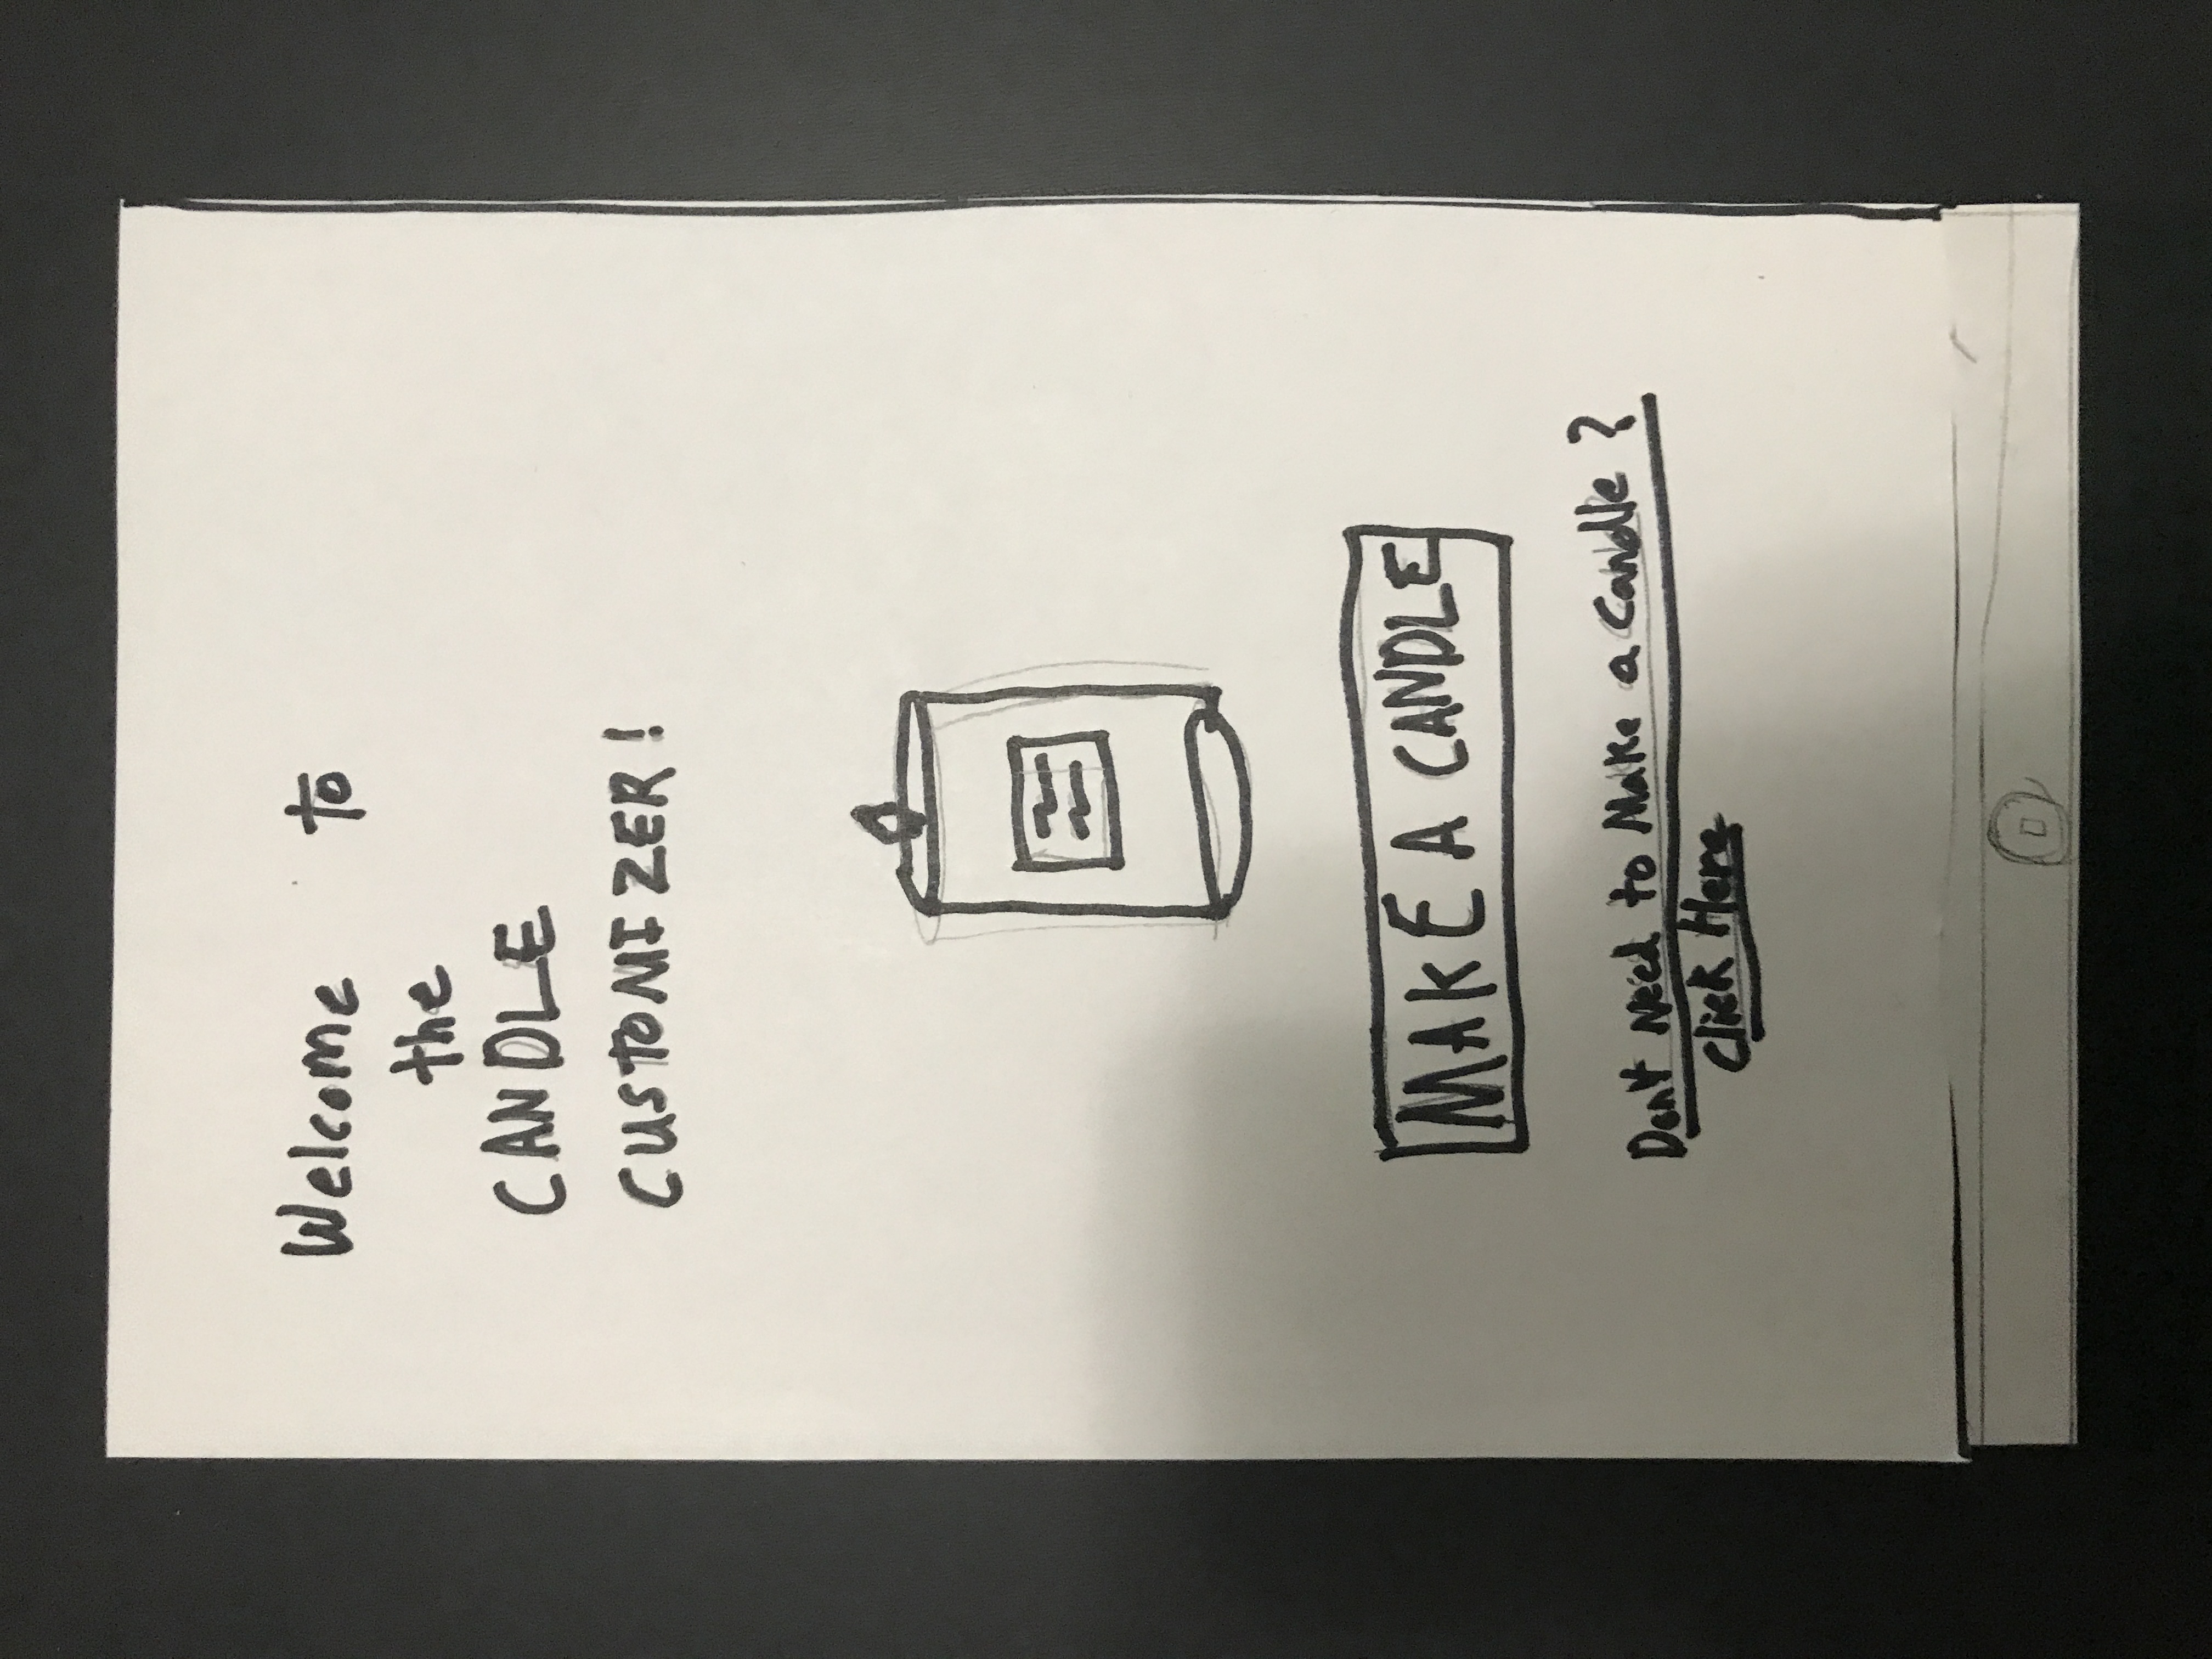 Welcome to
the
CANDLE
CUSTOMIZER!
MAKE A CANDLE
Don't Need to Make a Candle?
Click Here